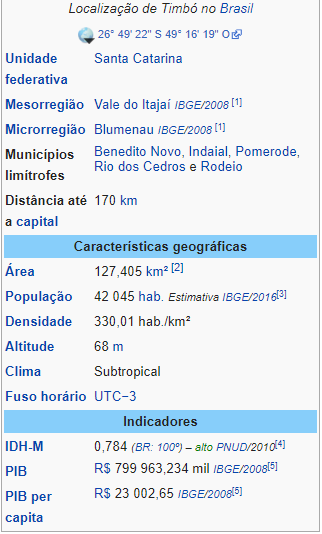 Localização de Timbó no Brasil
26° 49' 22" S 49° 16' 19" O
Unidade federativa Santa Catarina
Mesorregião Vale do Itajaí IBGE/2008 [1]
Microrregião Blumenau IBGE/2008 [1]
Municípios limítrofes Benedito Novo, Indaial, Pomerode,
Rio dos Cedros e Rodeio
Distância até a capital 170 km
Características geográficas
Área 127,405 km² [2]
População 42 045 hab. Estimativa IBGE/2016[3]
Densidade 330,01 hab./km²
Altitude 68 m
Clima Subtropical
Fuso horário UTC−3
Indicadores
IDH-M 0,784 (BR: 100º) – alto PNUD/2010[4]
PIB R$ 799 963,234 mil IBGE/2008[5]
PIB per capita R$ 23 002,65 IBGE/2008[5]